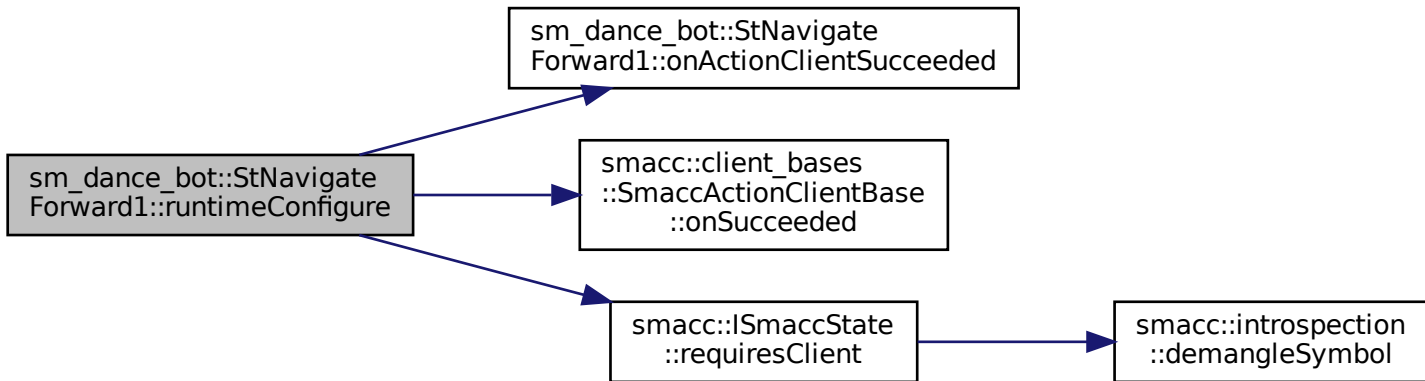 sm_dance_bot::StNavigate
Forward1::runtimeConfigure
sm_dance_bot::StNavigate
Forward1::onActionClientSucceeded
smacc::client_bases
::SmaccActionClientBase
::onSucceeded
smacc::ISmaccState
::requiresClient
smacc::introspection
::demangleSymbol